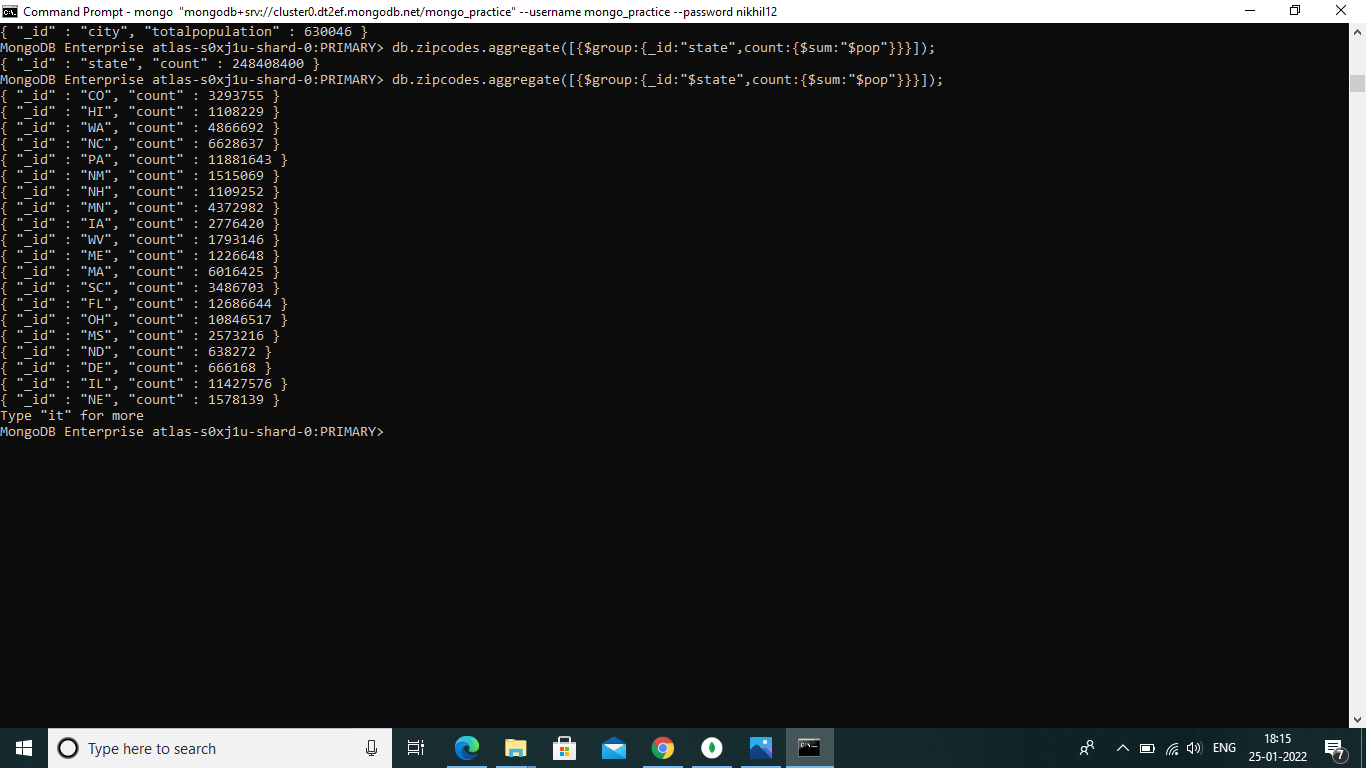 Command Prompt - mongo "mongodb+srv://cluster0.dt2ef.mongodb.net/mongo_practice" --username mongo_practice --password nikhil12
{ "_id" : "city", "totalpopulation" : 630046 }
MongoDB Enterprise atlas-s0xj1u-shard-0:PRIMARY> db.zipcodes.aggregate([{$group:{_id:"state",count:{$sum:"$pop"}}}]);
{ "_id" : "state", "count" : 248408400 }
MongoDB Enterprise atlas-s0xj1u-shard-0:PRIMARY> db.zipcodes.aggregate([{$group:{_id:"$state",count:{$sum:"$pop"}}}]);
{ "_id" : "CO", "count" : 3293755 }
{ "_id" : "HI", "count" : 1108229 }
{ "_id" : "WA", "count" : 4866692 }
{ "_id" : "NC", "count" : 6628637 }
{ "_id" : "PA", "count" : 11881643 }
{ "_id" : "NM", "count" : 1515069 }
{ "_id" : "NH", "count" : 1109252 }
{ "_id" : "MN", "count" : 4372982 }
{ "_id" : "IA", "count" : 2776420 }
{ "_id" : "WV", "count" : 1793146 }
{ "_id" : "ME", "count" : 1226648 }
{ "_id" : "MA", "count" : 6016425 }
{ "_id" : "SC", "count" : 3486703 }
{ "_id" : "FL", "count" : 12686644 }
{ "_id" : "OH", "count" : 10846517 }
{ "_id" : "MS", "count" : 2573216 }
{ "_id" : "ND", "count" : 638272 }
{ "_id" : "DE", "count" : 666168 }
{ "_id" : "IL", "count" : 11427576 }
{ "_id" : "NE", "count" : 1578139 }
Type "it" for more
MongoDB Enterprise atlas-s0xj1u-shard-0:PRIMARY>
Type here to search
ENG
18:15
25-01-2022
7